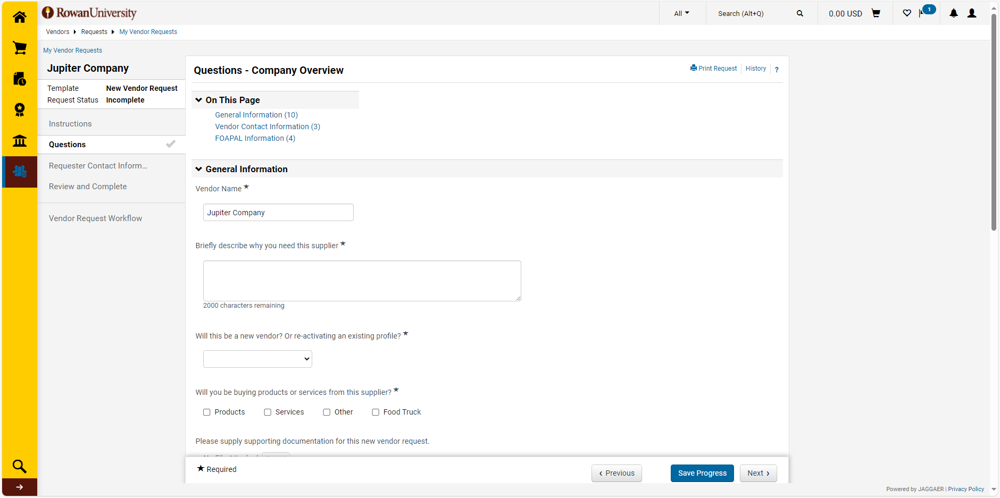 RowanUniversity
All
Search (Alt+Q)
0.00 USD
1
Vendors
Requests
My Vendor Requests
My Vendor Requests
Jupiter Company
Template New Vendor Request
Request Status Incomplete
Instructions
Questions
Requester Contact Inform...
Review and Complete
Vendor Request Workflow
Questions - Company Overview
Print Request
History
?
On This Page
General Information (10)
Vendor Contact Information (3)
FOAPAL Information (4)
General Information
Vendor Name ★
Jupiter Company
Briefly describe why you need this supplier ★
2000 characters remaining
Will this be a new vendor? Or re-activating an existing profile? ★
Will you be buying products or services from this supplier? ★
Products Services Other Food Truck
Please supply supporting documentation for this new vendor request.
★ Required
‹ Previous
Save Progress
Next ›
Powered by JAGGAER | Privacy Policy